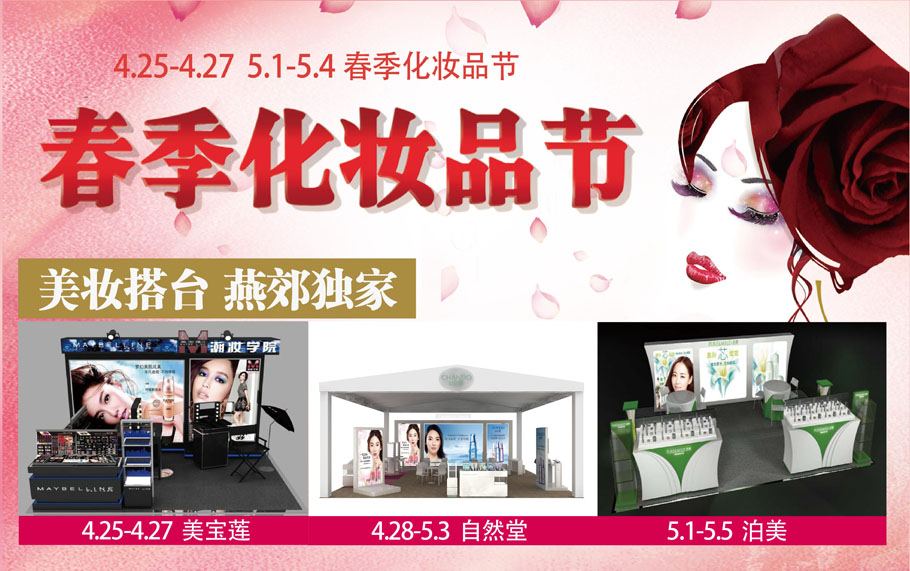 4.25-4.27 5.1-5.4 春季化妆品节
春季化妆品节
美妆搭台 燕郊独家
MAYBELLINE
M 潮妆学院
MAYBELLINE
4.25-4.27 美宝莲
4.28-5.3 自然堂
5.1-5.5 泊美